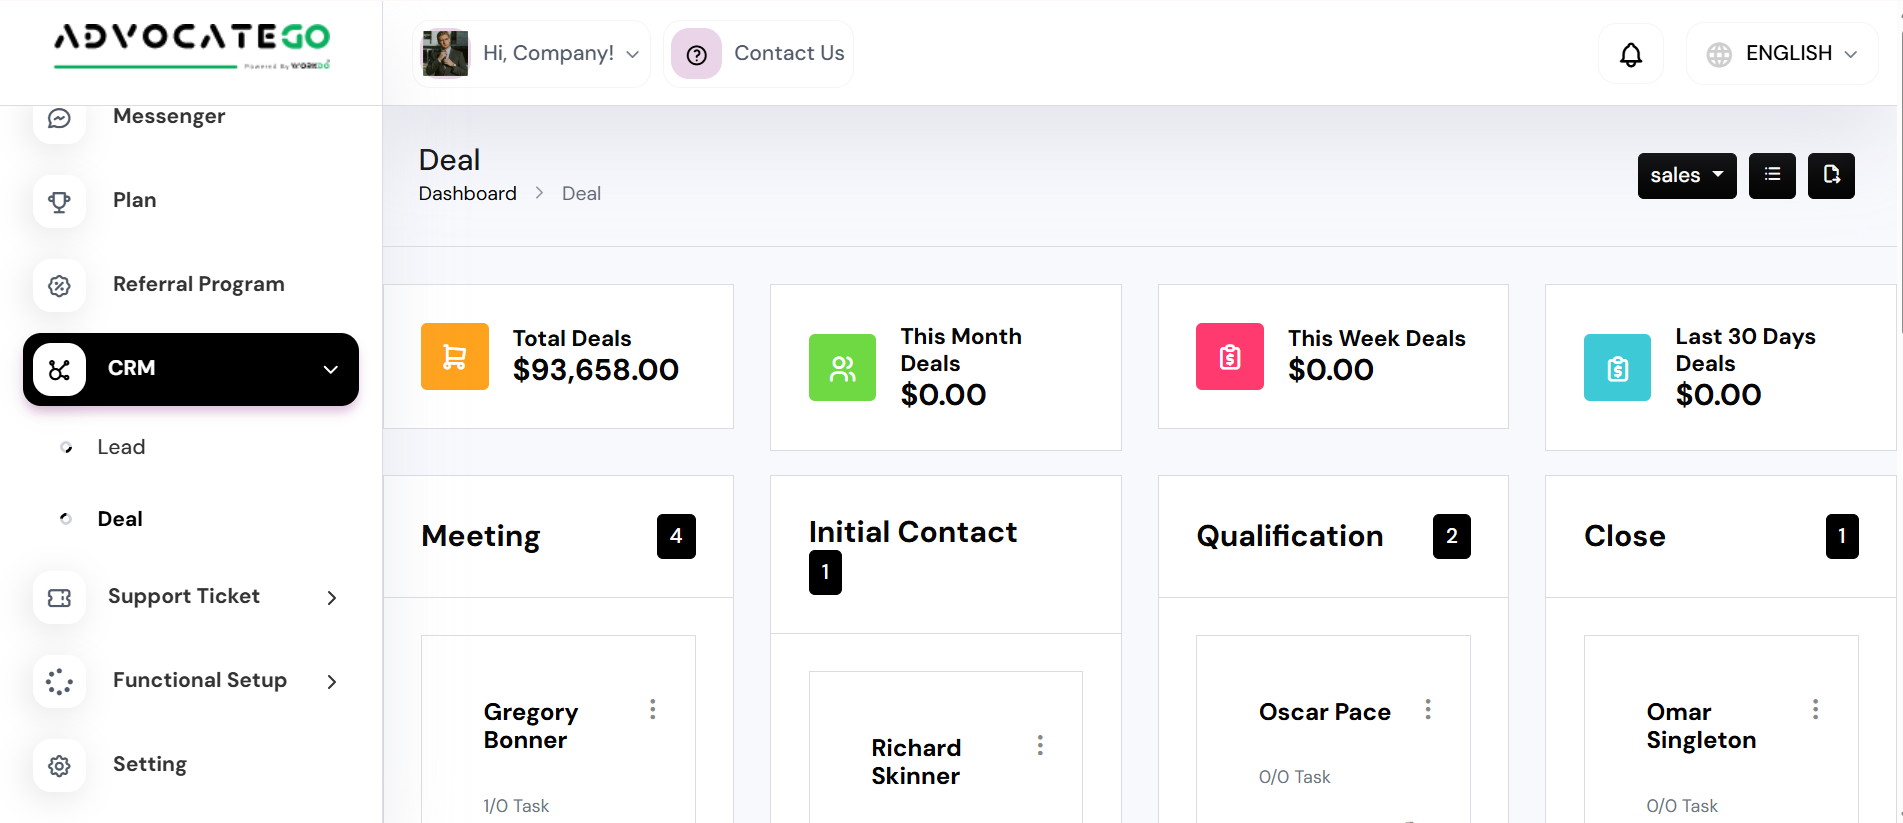 ADVOCATEGO
Powered By WORKDO
Hi, Company!
Contact Us
ENGLISH
Messenger
Plan
Referral Program
CRM
Lead
Deal
Support Ticket
Functional Setup
Setting
Deal
Dashboard
Deal
sales
Total Deals
$93,658.00
This Month
Deals
$0.00
This Week Deals
$0.00
Last 30 Days
Deals
$0.00
Meeting
4
Initial Contact
1
Qualification
2
Close
1
Gregory
Bonner
1/0 Task
Richard
Skinner
Oscar Pace
0/0 Task
Omar
Singleton
0/0 Task